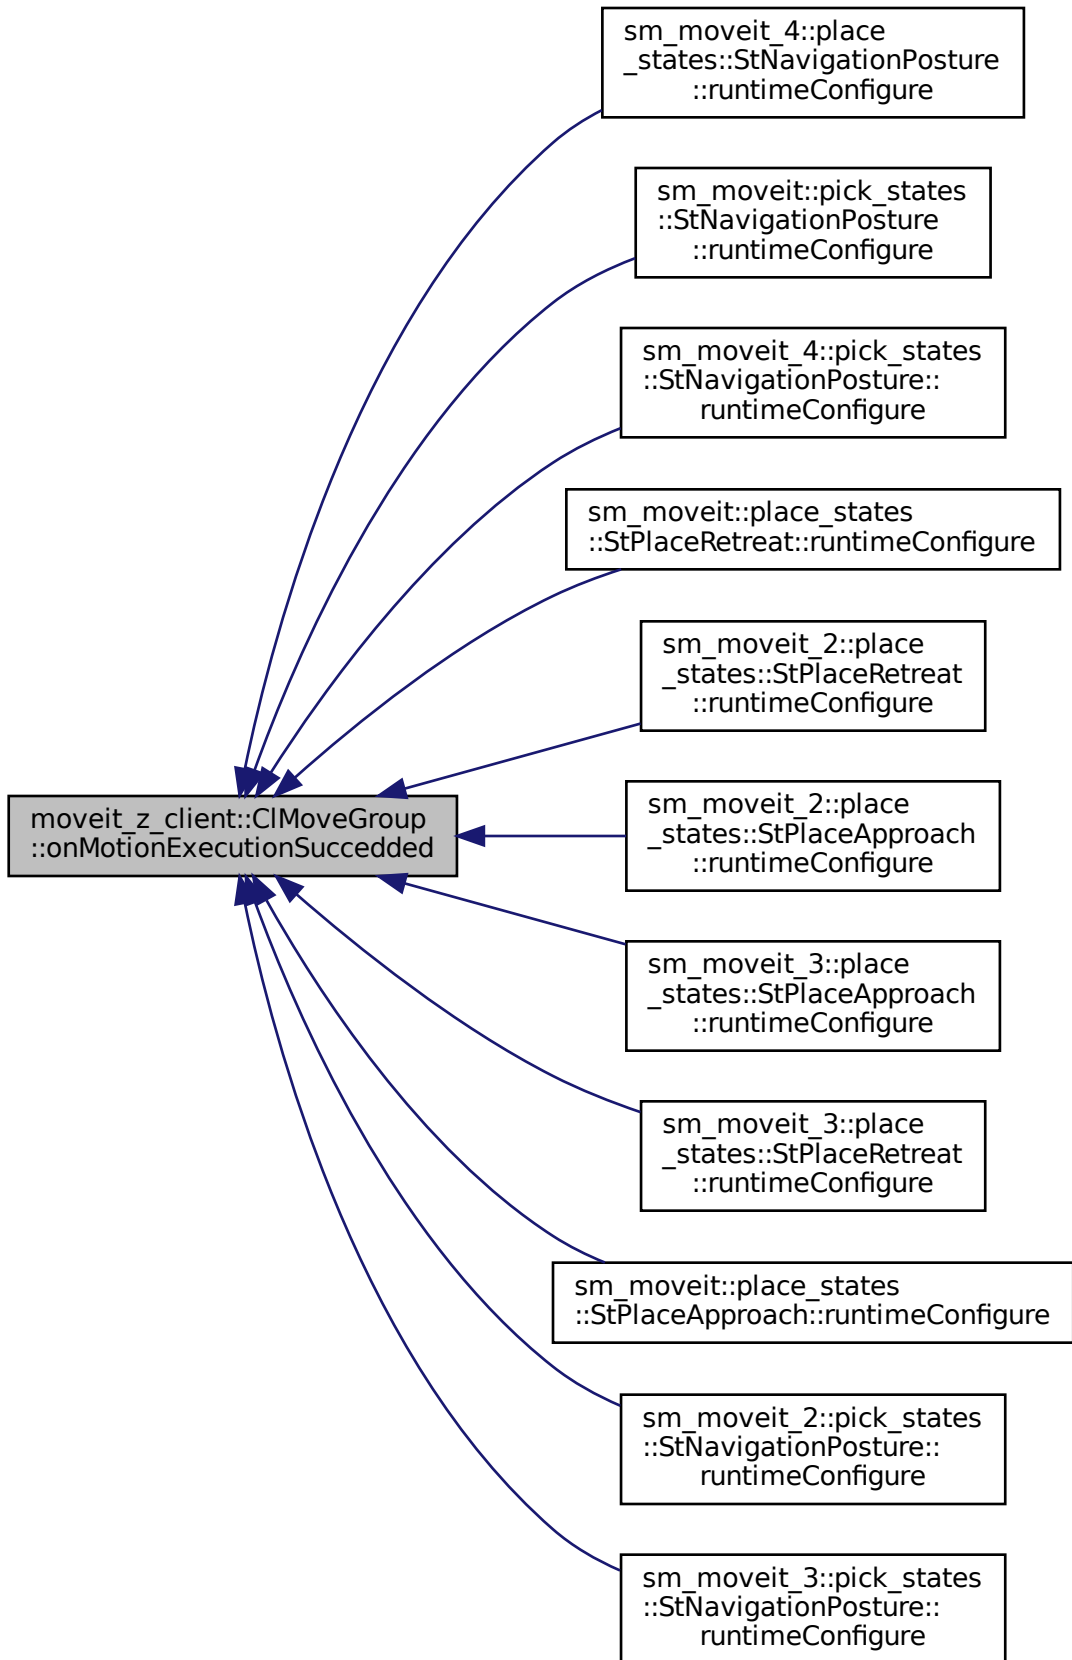 sm_moveit_4::place
_states::StNavigationPosture
::runtimeConfigure
sm_moveit::pick_states
::StNavigationPosture
::runtimeConfigure
sm_moveit_4::pick_states
::StNavigationPosture::
runtimeConfigure
sm_moveit::place_states
::StPlaceRetreat::runtimeConfigure
sm_moveit_2::place
_states::StPlaceRetreat
::runtimeConfigure
moveit_z_client::ClMoveGroup
::onMotionExecutionSuccedded
sm_moveit_2::place
_states::StPlaceApproach
::runtimeConfigure
sm_moveit_3::place
_states::StPlaceApproach
::runtimeConfigure
sm_moveit_3::place
_states::StPlaceRetreat
::runtimeConfigure
sm_moveit::place_states
::StPlaceApproach::runtimeConfigure
sm_moveit_2::pick_states
::StNavigationPosture::
runtimeConfigure
sm_moveit_3::pick_states
::StNavigationPosture::
runtimeConfigure